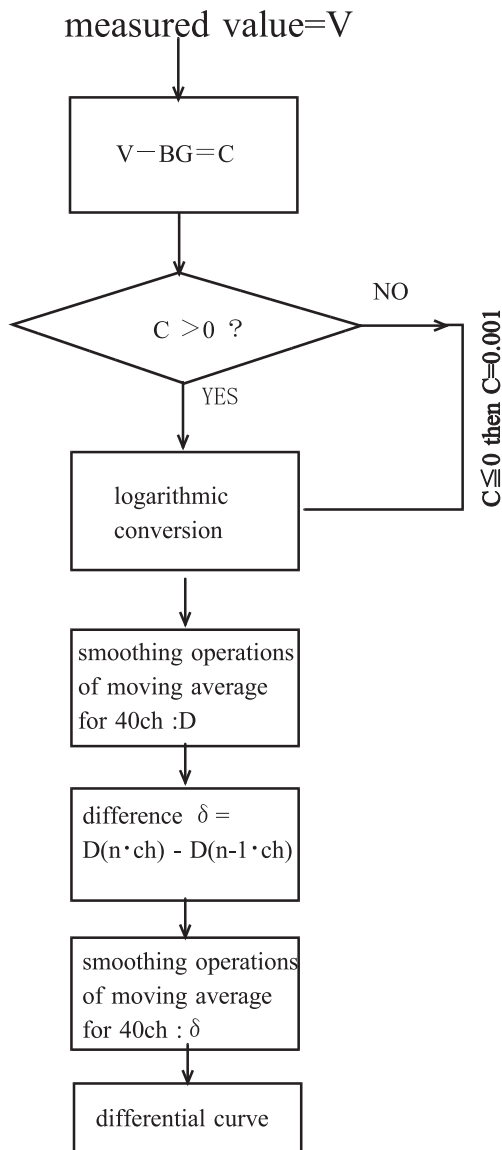 measured value=V
V－BG＝C
C ＞0 ？
NO
YES
C≦0 then C=0.001
logarithmic
conversion
smoothing operations
of moving average
for 40ch :D
difference δ =
D(n・ch) - D(n-1・ch)
smoothing operations
of moving average
for 40ch : δ
differential curve